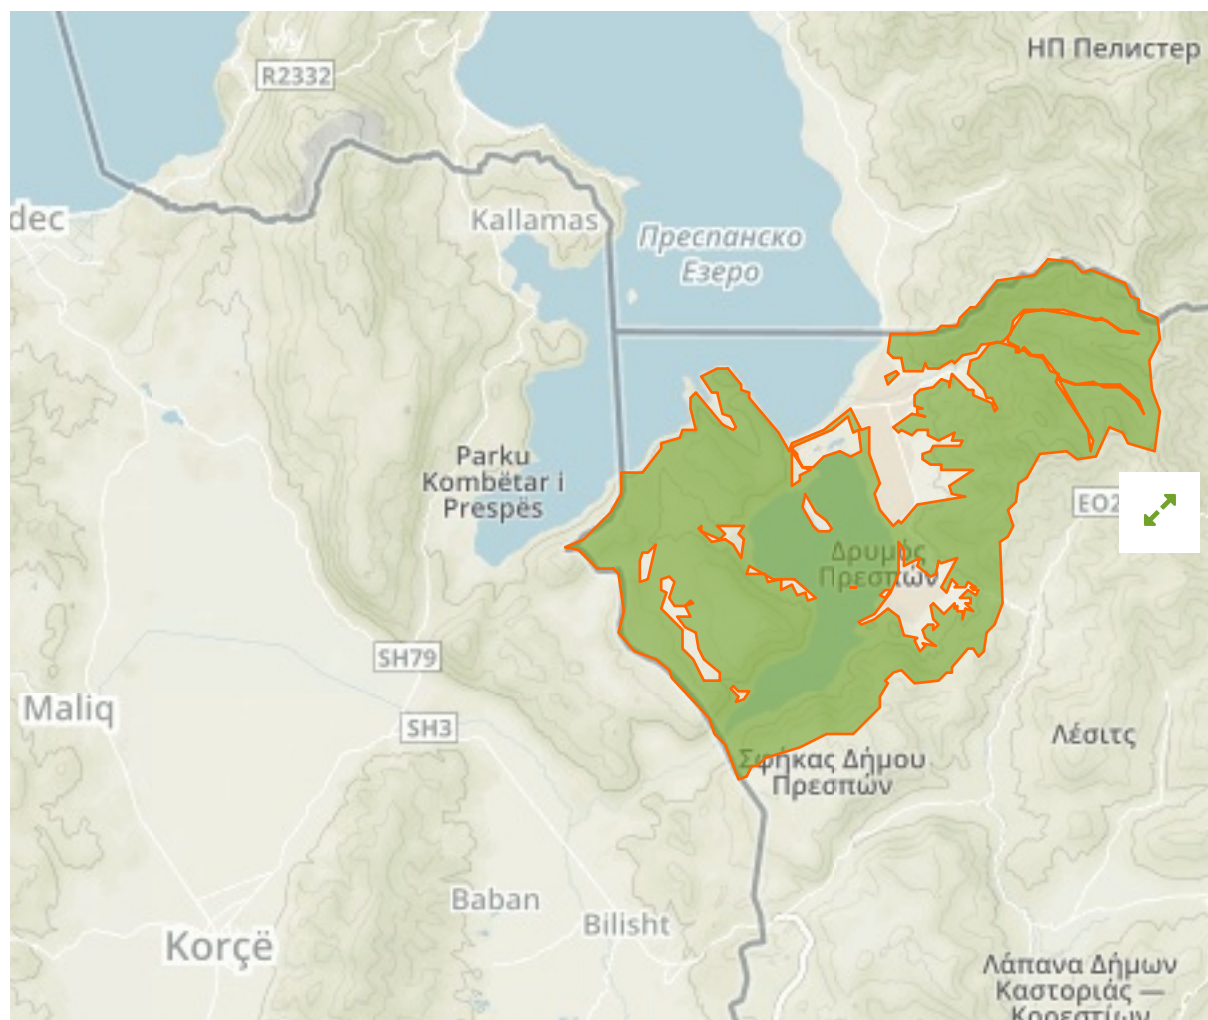 НП Пелистер
R2332
dec
Kallamas
Преспанско
Езеро
Parku
Kombëtar i
Prespës
EO2
Δρυμός
Πρεσπών
SH79
Maliq
SH3
Λέσιτς
Σφήκας Δήμου
Πρεσπών
Baban
Bilisht
Korçë
Λάπανα Δήμων
Καστοριάς —
Κορεστίων